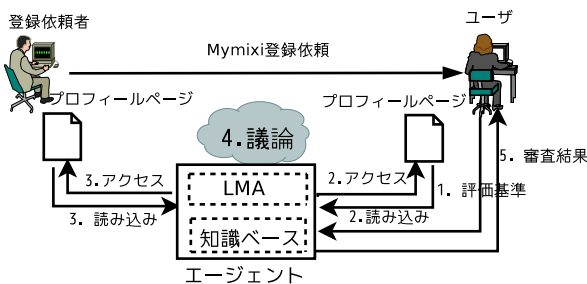 登録依頼者
ユーザ
Mymixi登録依頼
プロフィールページ
プロフィールページ
4.議論
5. 審査結果
3.アクセス
2.アクセス
LMA
1. 評価基準
3. 読み込み
2.読み込み
知識ベース
エージェント